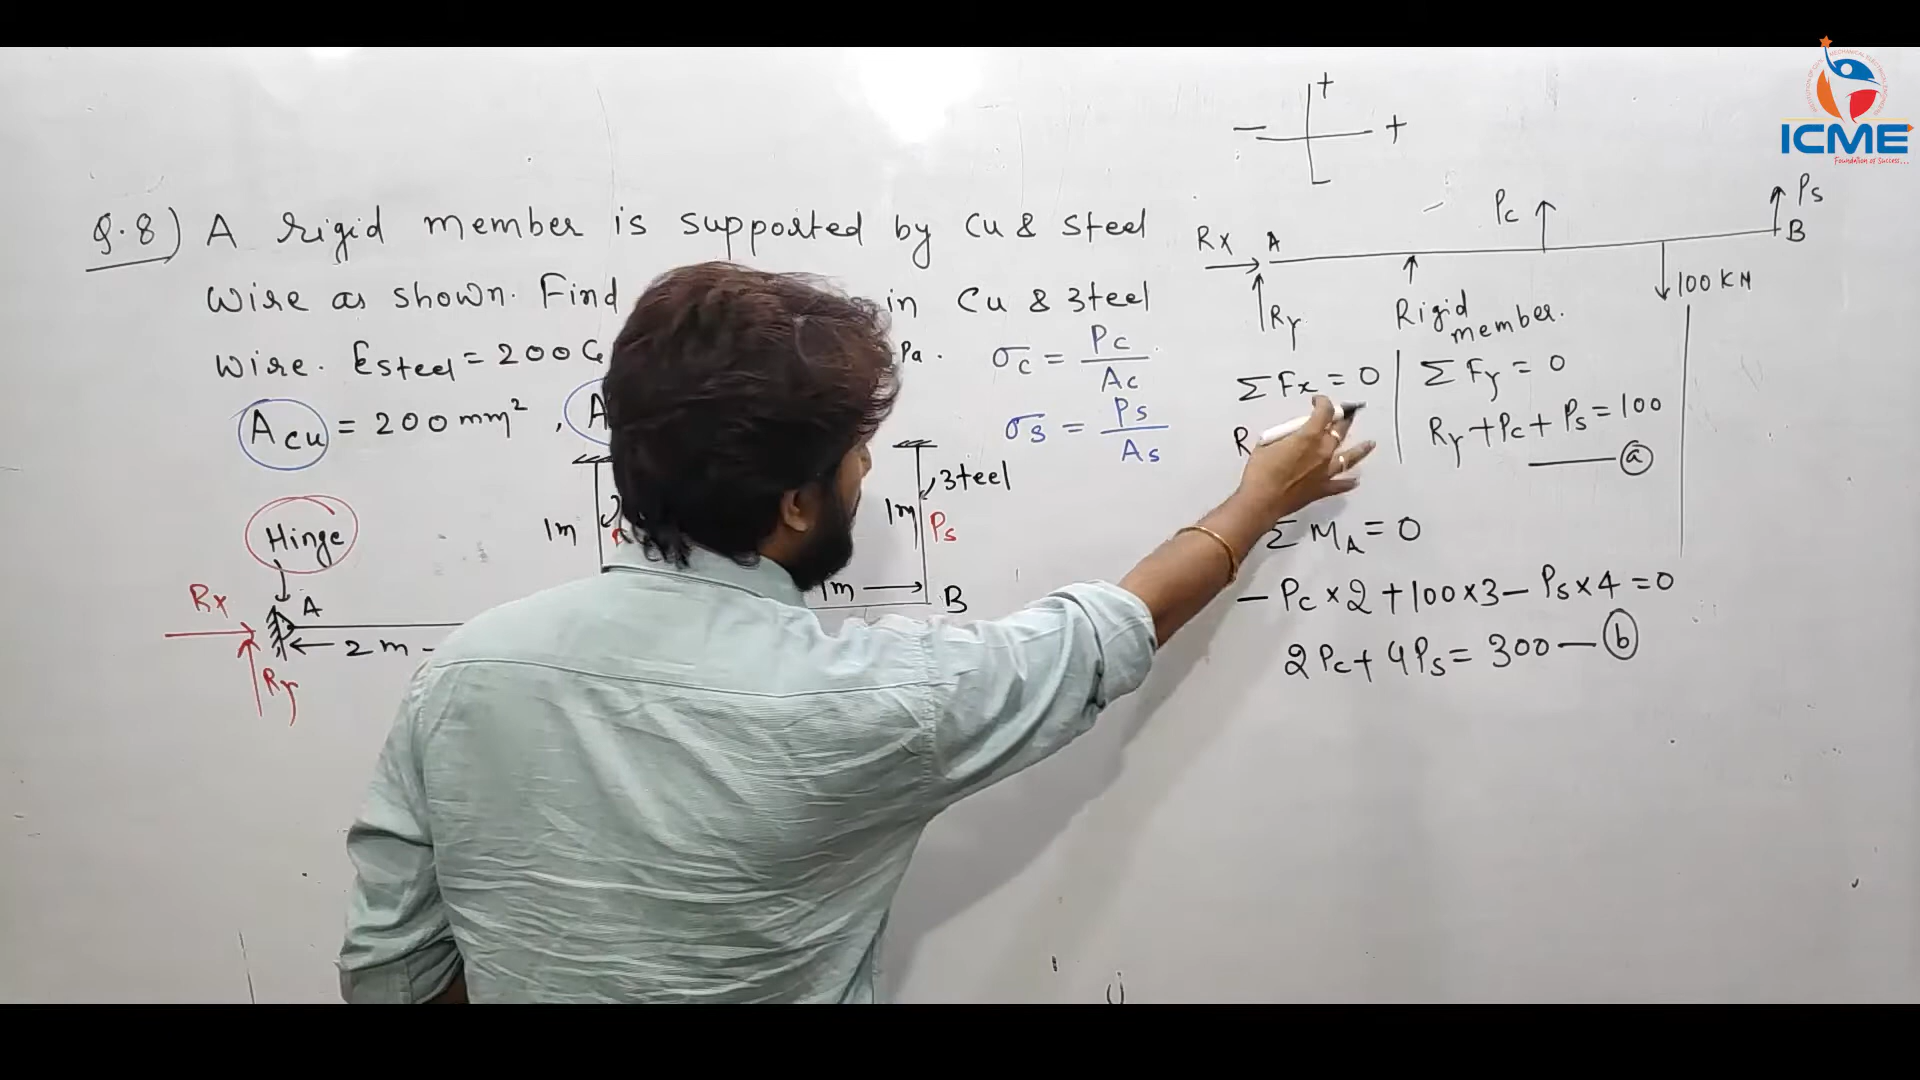 Q.8) A rigid member is supported by Cu & Steel
Wire as shown. Find in Cu & Steel
Wire. Esteel = 200 G Pa.
Acu = 200 mm² , A
σc = Pc / Ac
σs = Ps / As
Hinge
1m
1m
Steel
Ps
Rx
A
2m
1m
B
Ry
+
- +
-
Rx A Pc Ps B
Ry
Rigid member.
100 KN
ΣFx = 0
R
ΣFy = 0
Ry + Pc + Ps = 100
(a)
ΣMA = 0
- Pc × 2 + 100 × 3 - Ps × 4 = 0
2Pc + 4Ps = 300 — (b)
ICME
Foundation of Success...